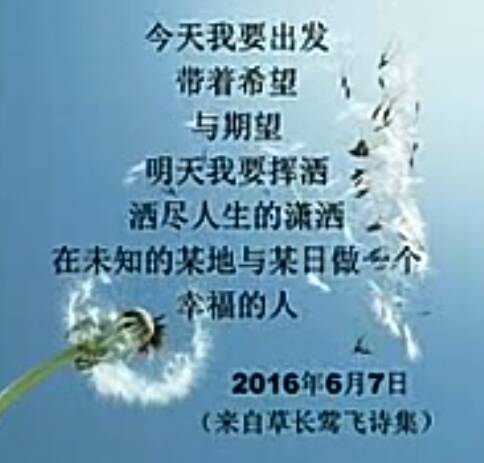 今天我要出发
带着希望
与期望
明天我要挥洒
洒尽人生的潇洒
在未知的某地与某日做一个
幸福的人
2016年6月7日
（来自草长莺飞诗集）